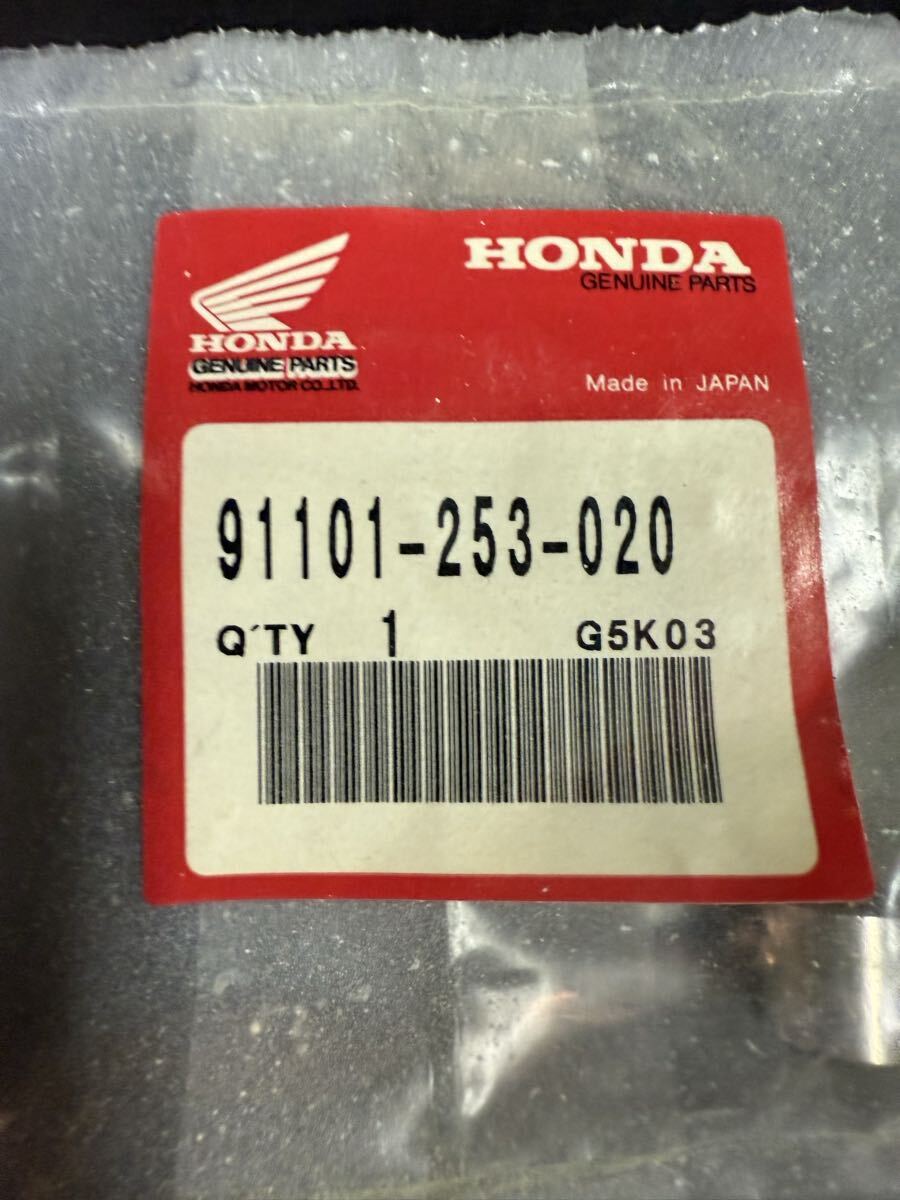 HONDA
GENUINE PARTS
HONDA
GENUINE PARTS
HONDA MOTOR CO.,LTD.
Made in JAPAN
91101-253-020
Q'TY 1 G5K03